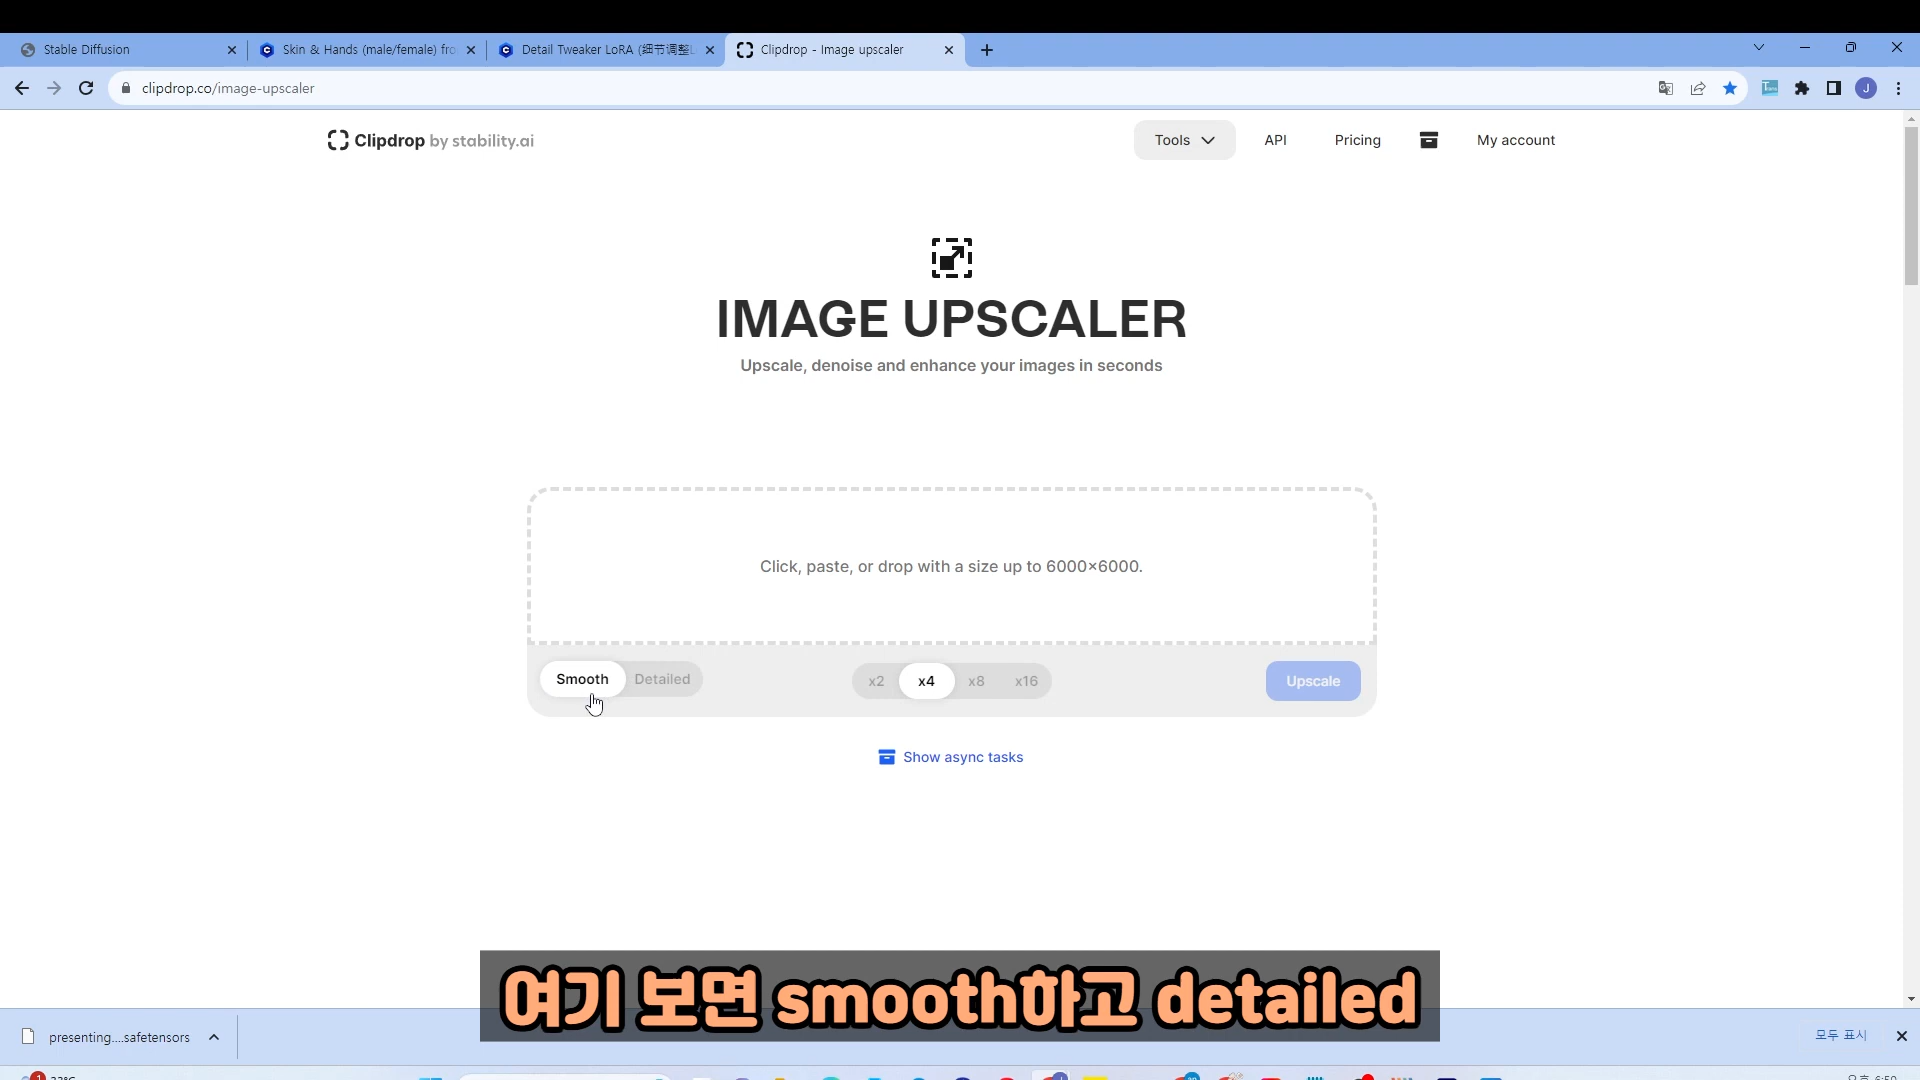 Stable Diffusion
Skin & Hands (male/female) fro
Detail Tweaker LoRA (细节调整L
Clipdrop - Image upscaler
clipdrop.co/image-upscaler
J
Clipdrop by stability.ai
Tools
API
Pricing
My account
IMAGE UPSCALER
Upscale, denoise and enhance your images in seconds
Click, paste, or drop with a size up to 6000×6000.
Smooth
Detailed
x2
x4
x8
x16
Upscale
Show async tasks
여기 보면 smooth하고 detailed
presenting....safetensors
모두 표시